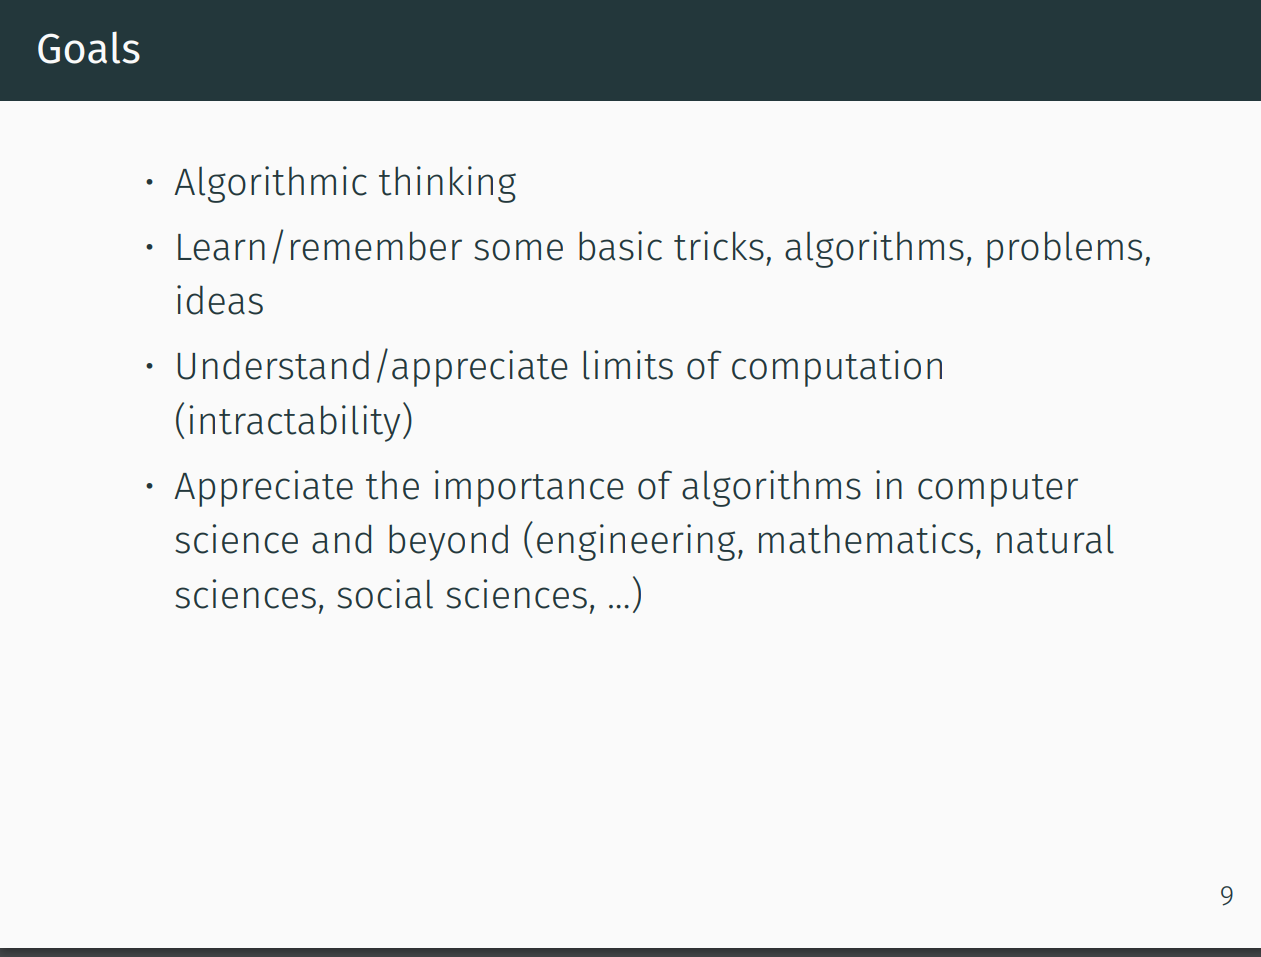 Goals
• Algorithmic thinking
• Learn/remember some basic tricks, algorithms, problems,
ideas
• Understand/appreciate limits of computation
(intractability)
• Appreciate the importance of algorithms in computer
science and beyond (engineering, mathematics, natural
sciences, social sciences, ...)
9